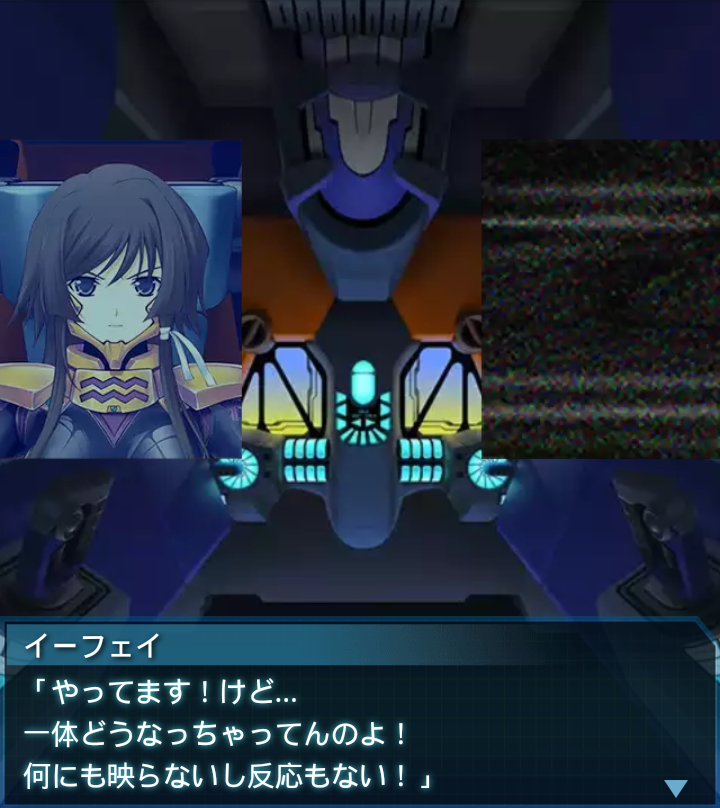 イーフェイ
「やってます！けど…
一体どうなっちゃってんのよ！
何にも映らないし反応もない！」